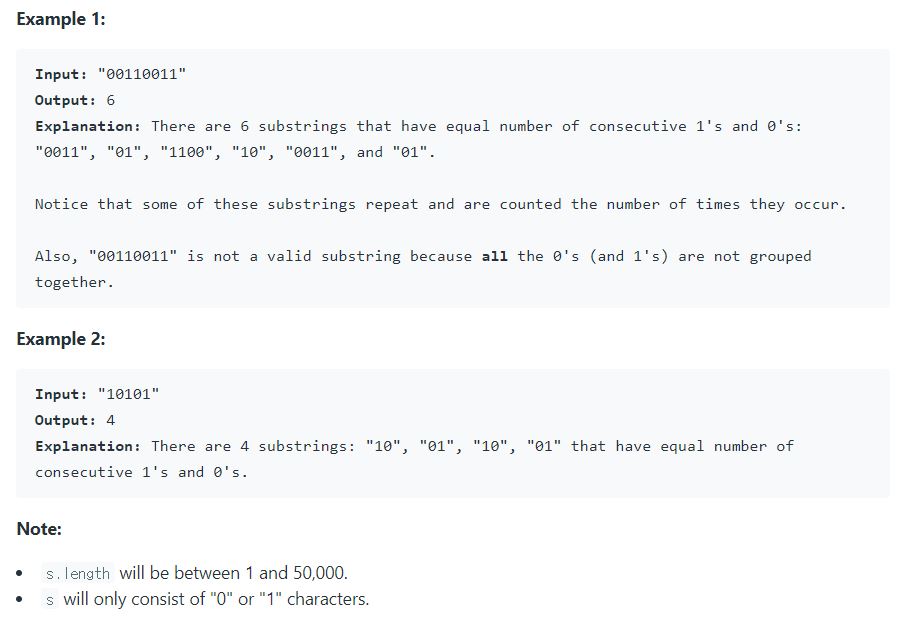 Example 1:
Input: "00110011"
Output: 6
Explanation: There are 6 substrings that have equal number of consecutive 1's and 0's:
"0011", "01", "1100", "10", "0011", and "01".
Notice that some of these substrings repeat and are counted the number of times they occur.
Also, "00110011" is not a valid substring because all the 0's (and 1's) are not grouped
together.
Example 2:
Input: "10101"
Output: 4
Explanation: There are 4 substrings: "10", "01", "10", "01" that have equal number of
consecutive 1's and 0's.
Note:
• s.length will be between 1 and 50,000.
• s will only consist of "0" or "1" characters.